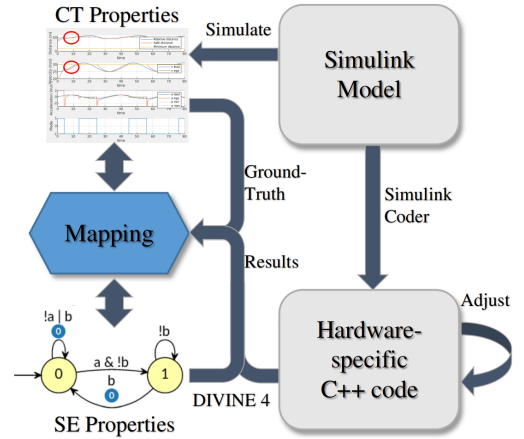 CT Properties
Simulate
Simulink
Model
Ground-
Truth
Simulink
Coder
Mapping
Results
Adjust
Hardware-
specific
C++ code
!a | b
0
!b
a & !b
0
1
b
0
DIVINE 4
SE Properties